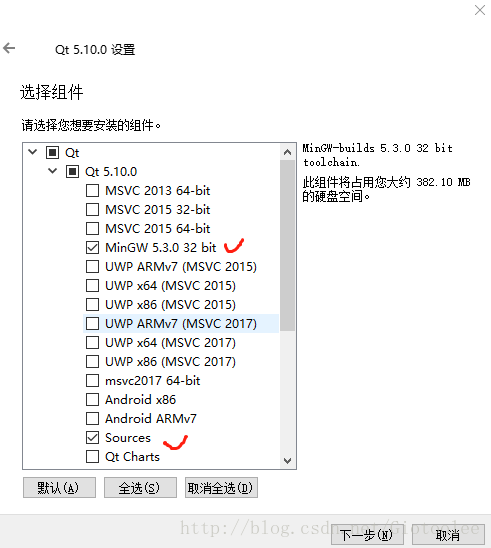 Qt 5.10.0 设置
选择组件
请选择您想要安装的组件。
Qt
Qt 5.10.0
MSVC 2013 64-bit
MSVC 2015 32-bit
MSVC 2015 64-bit
MinGW 5.3.0 32 bit
UWP ARMv7 (MSVC 2015)
UWP x64 (MSVC 2015)
UWP x86 (MSVC 2015)
UWP ARMv7 (MSVC 2017)
UWP x64 (MSVC 2017)
UWP x86 (MSVC 2017)
msvc2017 64-bit
Android x86
Android ARMv7
Sources
Qt Charts
MinGW-builds 5.3.0 32 bit
toolchain.
此组件将占用您大约 382.10 MB
的硬盘空间。
默认(A)
全选(S)
取消全选(D)
下一步(N)
取消